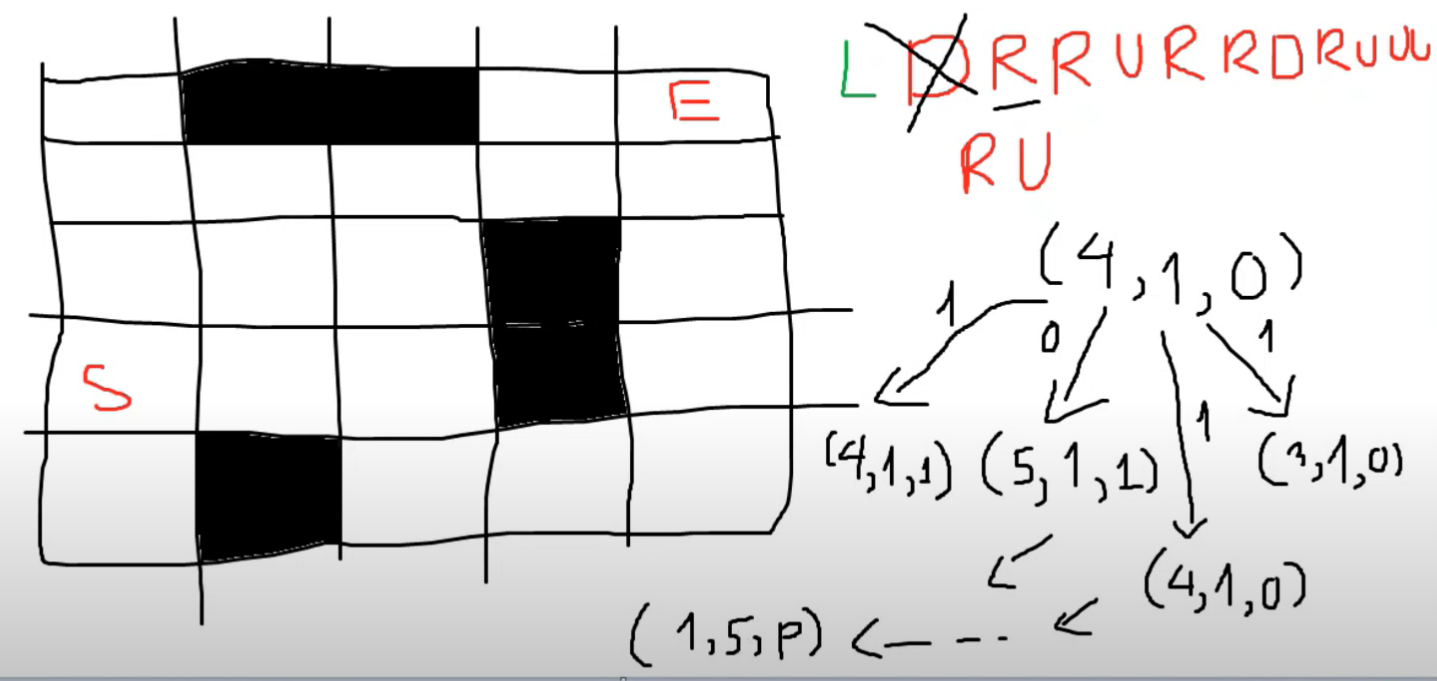 L D R R U R R D R U U U
E
R U
(4,1,0)
1 0 1 1
S
(4,1,1) (5,1,1) (3,1,0)
(4,1,0)
(1,5,p)